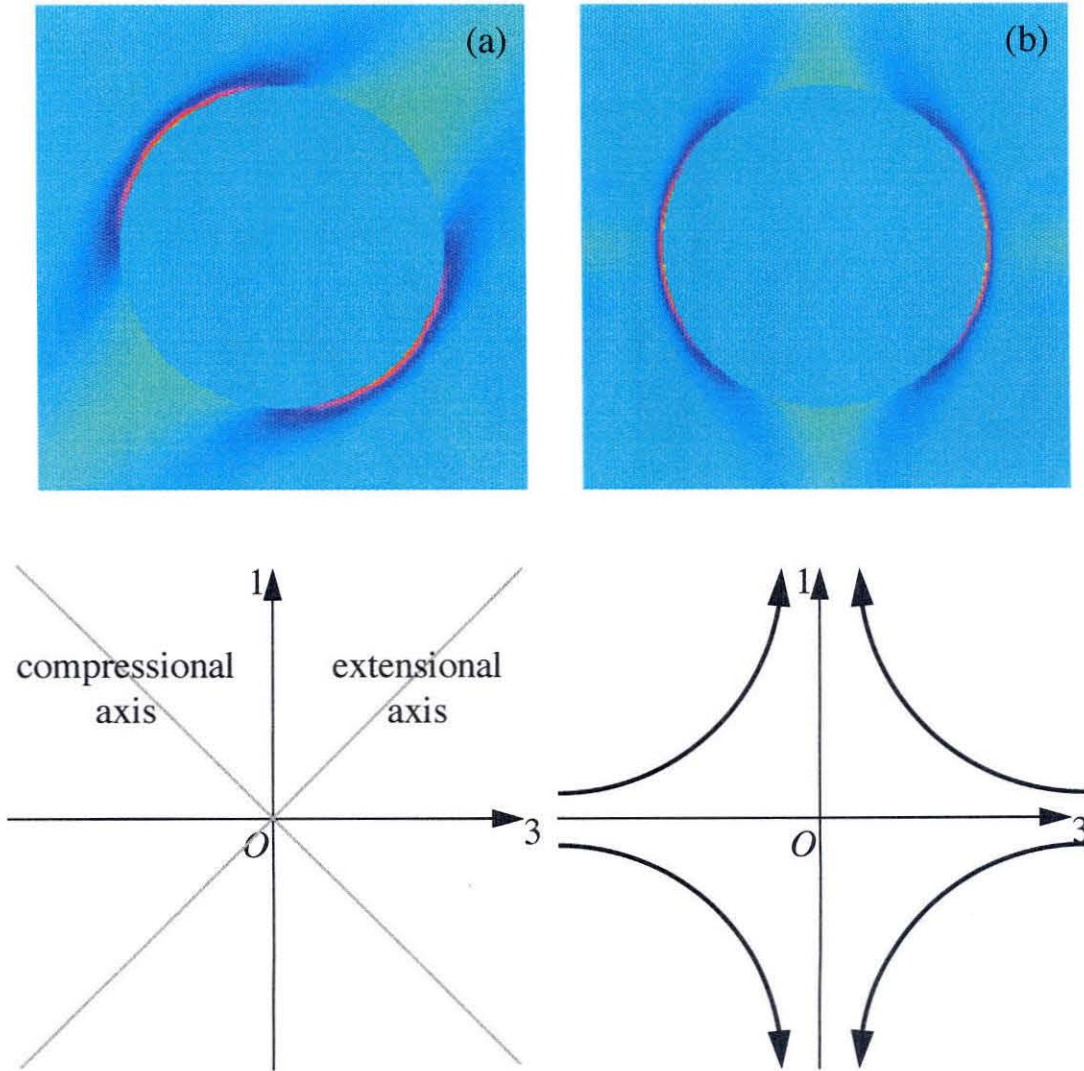 (a)
(b)
1
compressional
axis
extensional
axis
O
3
1
O
3